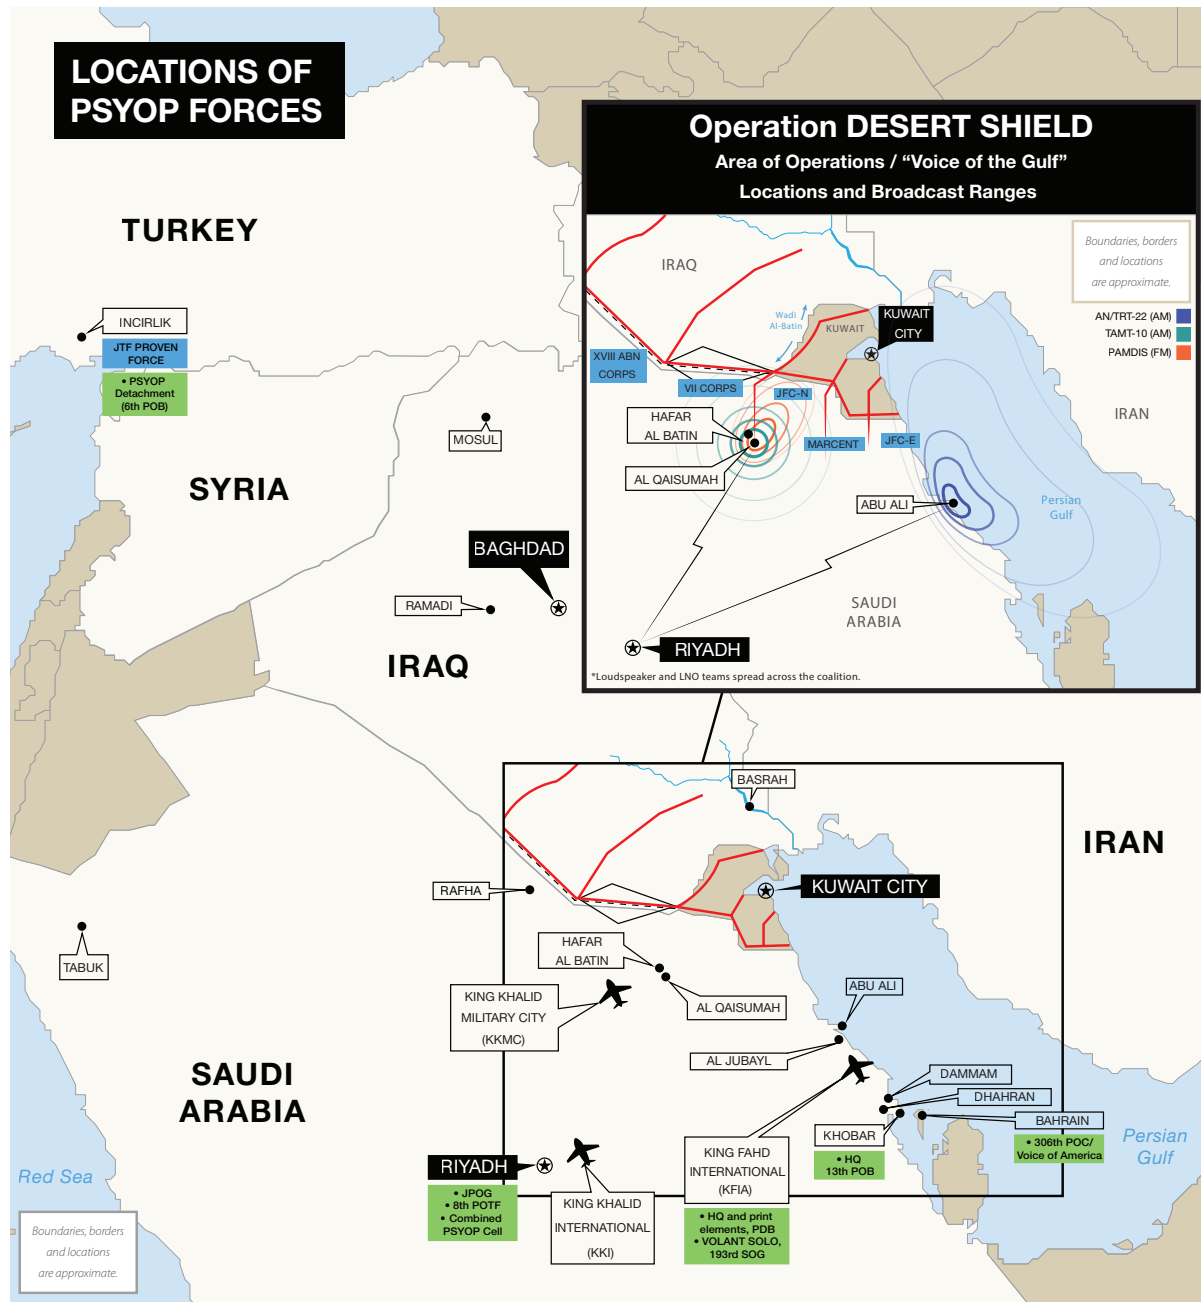 LOCATIONS OF
PSYOP FORCES
Operation DESERT SHIELD
Area of Operations / “Voice of the Gulf”
Locations and Broadcast Ranges
Boundaries, borders
and locations
are approximate.
AN/TRT-22 (AM)
TAMT-10 (AM)
PAMDIS (FM)
IRAQ
Wadi
Al-Batin
KUWAIT
KUWAIT
CITY
XVIII ABN
CORPS
VII CORPS
JFC-N
HAFAR
AL BATIN
MARCENT
JFC-E
IRAN
AL QAISUMAH
ABU ALI
Persian
Gulf
SAUDI
ARABIA
RIYADH
*Loudspeaker and LNO teams spread across the coalition.
TURKEY
INCIRLIK
JTF PROVEN
FORCE
• PSYOP
Detachment
(6th POB)
MOSUL
SYRIA
BAGHDAD
RAMADI
IRAQ
BASRAH
IRAN
RAFHA
KUWAIT CITY
TABUK
HAFAR
AL BATIN
KING KHALID
MILITARY CITY
(KKMC)
AL QAISUMAH
ABU ALI
AL JUBAYL
SAUDI
ARABIA
DAMMAM
DHAHRAN
BAHRAIN
• 306th POC/
Voice of America
KHOBAR
• HQ
13th POB
Persian
Gulf
Red Sea
RIYADH
• JPOG
• 8th POTF
• Combined
PSYOP Cell
KING KHALID
INTERNATIONAL
(KKI)
KING FAHD
INTERNATIONAL
(KFIA)
• HQ and print
elements, PDB
• VOLANT SOLO,
193rd SOG
Boundaries, borders
and locations
are approximate.